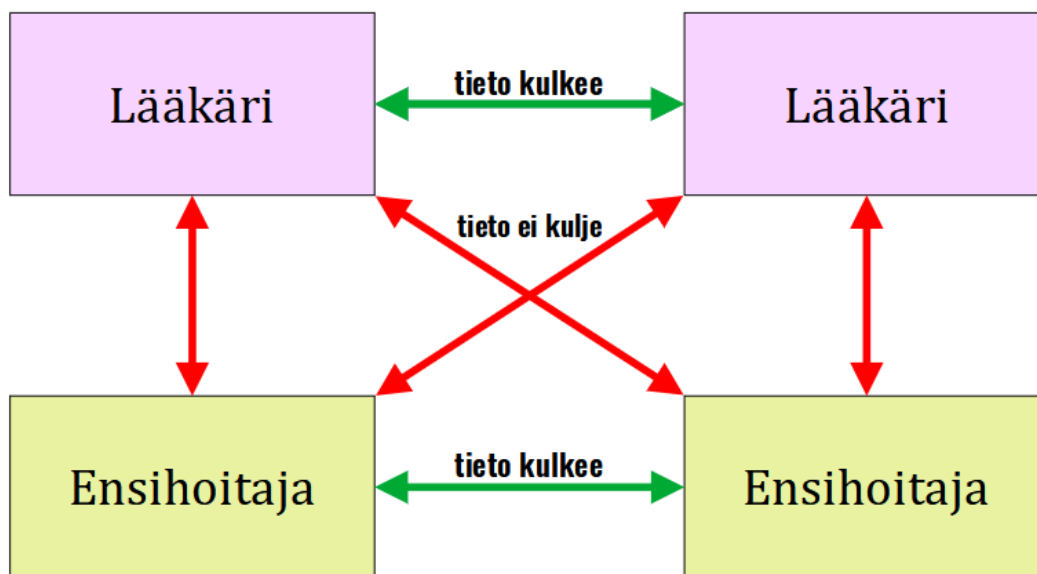 Lääkäri
tieto kulkee
Lääkäri
tieto ei kulje
Ensihoitaja
tieto kulkee
Ensihoitaja